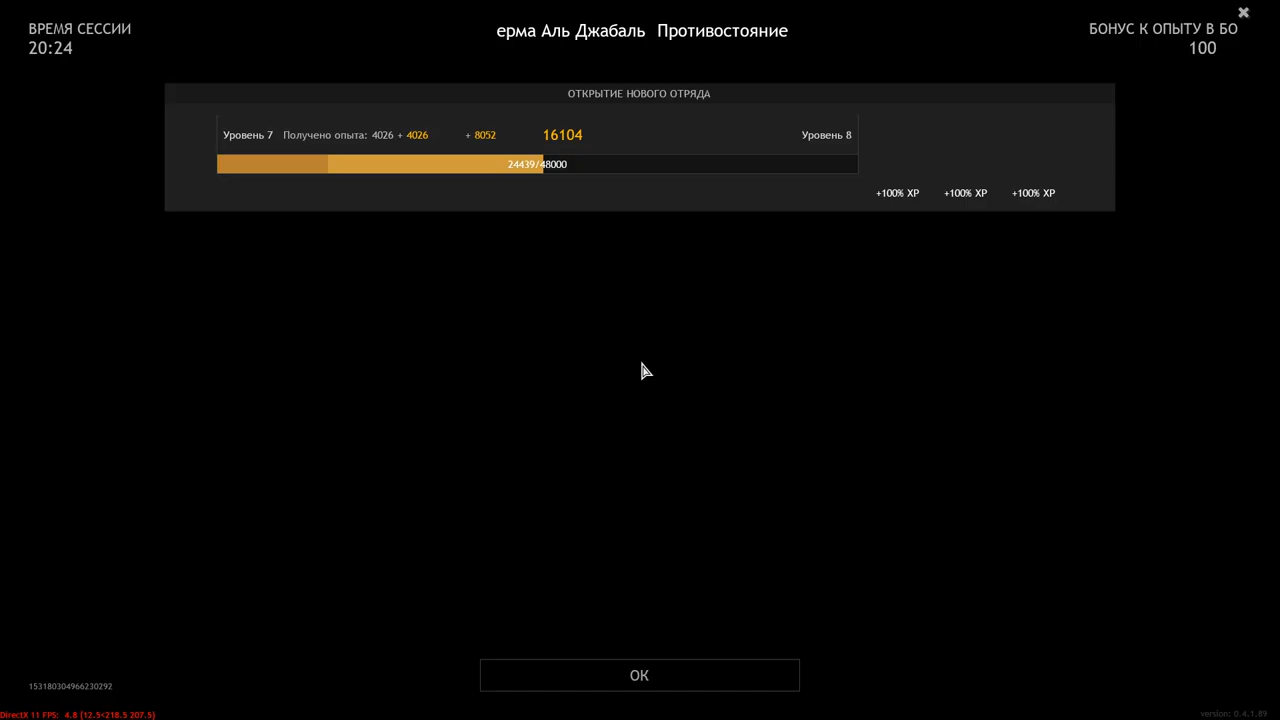 ВРЕМЯ СЕССИИ
20:24
ерма Аль Джабаль Противостояние
БОНУС К ОПЫТУ В БО
100
ОТКРЫТИЕ НОВОГО ОТРЯДА
Уровень 7 Получено опыта: 4026 + 4026 + 8052 16104 Уровень 8
24439/48000
+100% XP +100% XP +100% XP
ОК
153180304966230292
DirectX 11 FPS: 4.8 (12.5<218.5 207.5)
version: 0.4.1.89